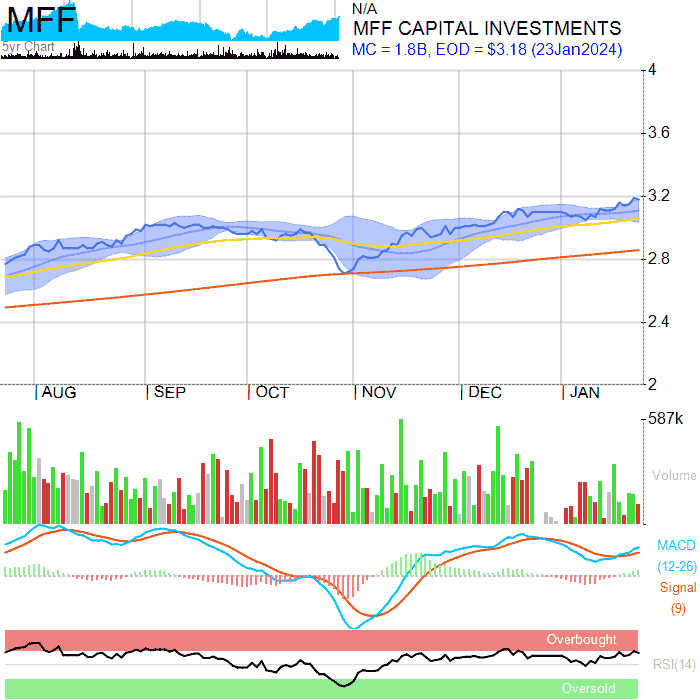 MFF
5yr Chart
N/A
MFF CAPITAL INVESTMENTS
MC = 1.8B, EOD = $3.18 (23Jan2024)
4
3.6
3.2
2.8
2.4
2
AUG SEP OCT NOV DEC JAN
587k
Volume
MACD
(12-26)
Signal
(9)
Overbought
RSI(14)
Oversold